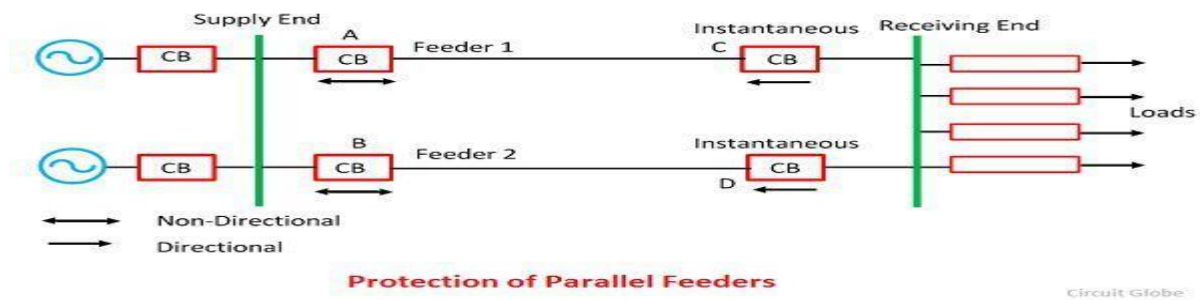 Supply End
A
CB
CB
Feeder 1
Instantaneous
C
CB
Receiving End
Loads
B
CB
CB
Feeder 2
Instantaneous
D
CB
Non-Directional
Directional
Protection of Parallel Feeders
Circuit Globe